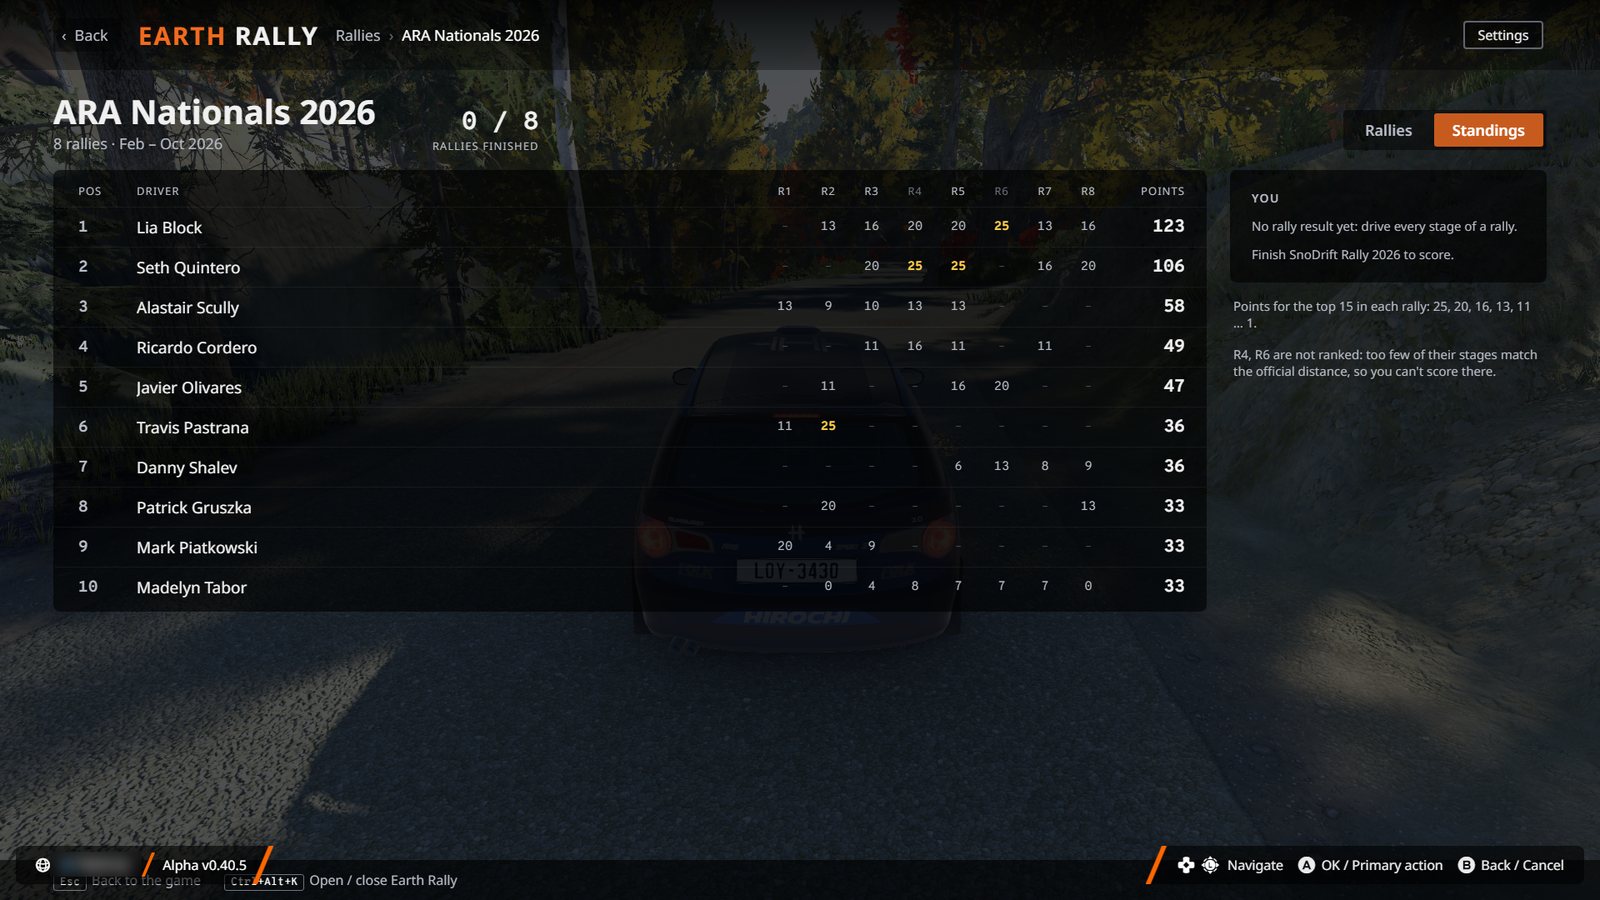 ‹ Back EARTH RALLY Rallies › ARA Nationals 2026 Settings
ARA Nationals 2026
8 rallies · Feb – Oct 2026
0 / 8
RALLIES FINISHED
Rallies Standings
POS DRIVER R1 R2 R3 R4 R5 R6 R7 R8 POINTS
1 Lia Block - 13 16 20 20 25 13 16 123
2 Seth Quintero - - 20 25 25 - 16 20 106
3 Alastair Scully 13 9 10 13 13 - - - 58
4 Ricardo Cordero - - 11 16 11 - 11 - 49
5 Javier Olivares - 11 - - 16 20 - - 47
6 Travis Pastrana 11 25 - - - - - - 36
7 Danny Shalev - - - - 6 13 8 9 36
8 Patrick Gruszka - 20 - - - - - 13 33
9 Mark Piatkowski 20 4 9 - - - - - 33
10 Madelyn Tabor - 0 4 8 7 7 7 0 33
YOU
No rally result yet: drive every stage of a rally.
Finish SnoDrift Rally 2026 to score.
Points for the top 15 in each rally: 25, 20, 16, 13, 11
... 1.
R4, R6 are not ranked: too few of their stages match
the official distance, so you can't score there.
LOY-3430
HIROCHI
Alpha v0.40.5
Esc Back to the game Ctrl+Alt+K Open / close Earth Rally
Navigate A OK / Primary action B Back / Cancel